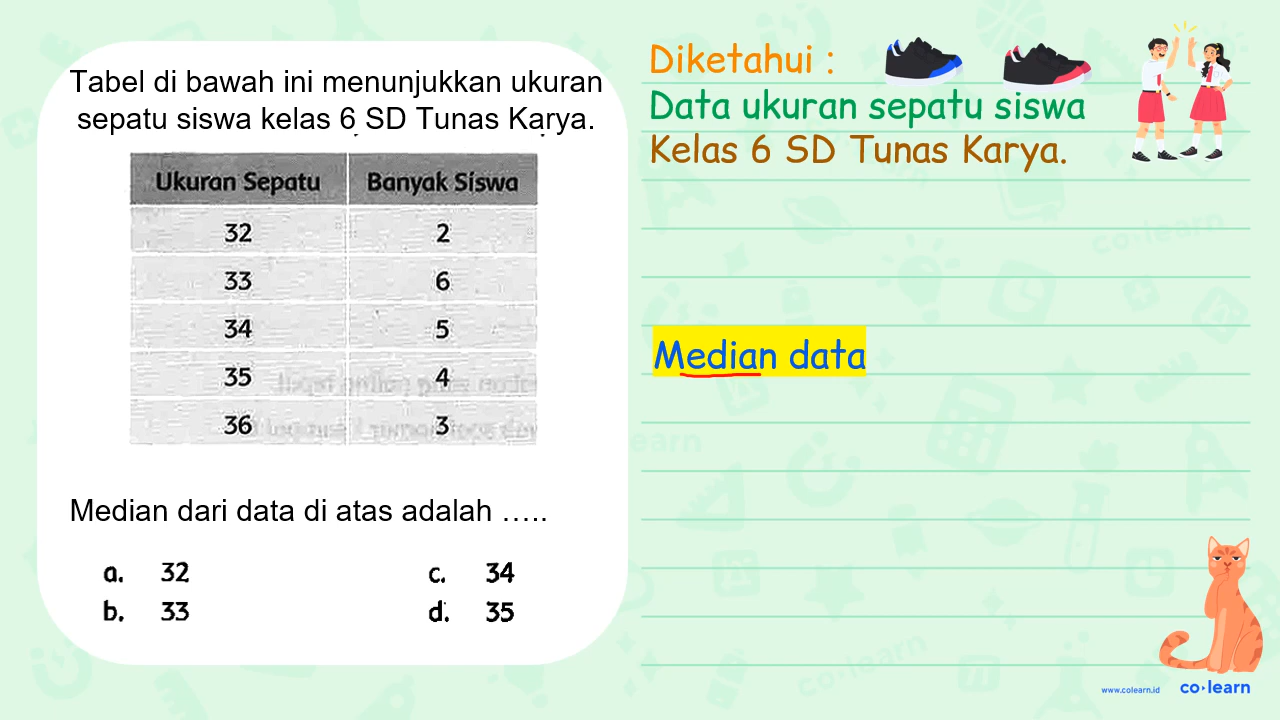 Tabel di bawah ini menunjukkan ukuran
sepatu siswa kelas 6 SD Tunas Karya.
Ukuran Sepatu Banyak Siswa
32 2
33 6
34 5
35 4
36 3
Median dari data di atas adalah …..
a. 32 c. 34
b. 33 d. 35
Diketahui :
Data ukuran sepatu siswa
Kelas 6 SD Tunas Karya.
Median data
www.colearn.id co·learn